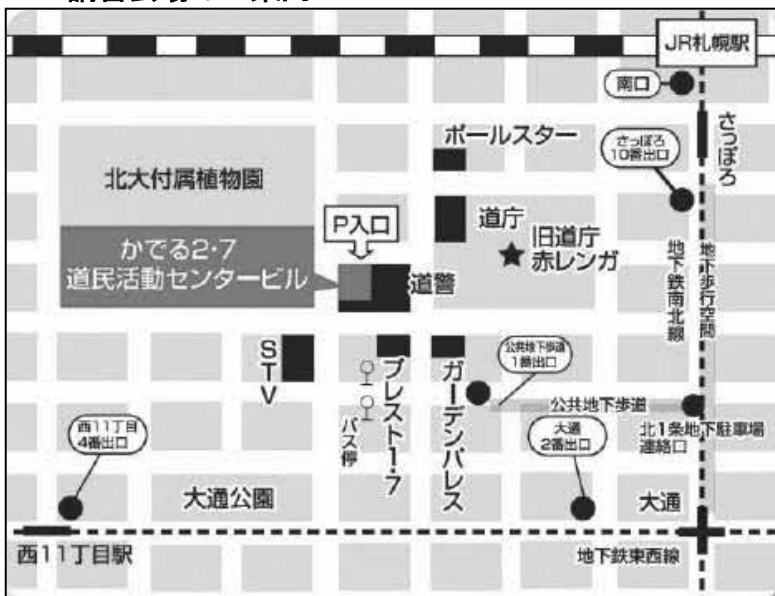 JR札幌駅
南口
さっぽろ
ポールスター
さっぽろ
10番出口
北大付属植物園
P入口
道庁
旧道庁
赤レンガ
かでる2・7
道民活動センタービル
道警
地下鉄南北線
地下歩行空間
STV
バス停
プレスト1・7
ガーデンパレス
公共地下歩道
1番出口
公共地下歩道
西11丁目
4番出口
大通
2番出口
北1条地下駐車場
連絡口
大通公園
大通
西11丁目駅
地下鉄東西線